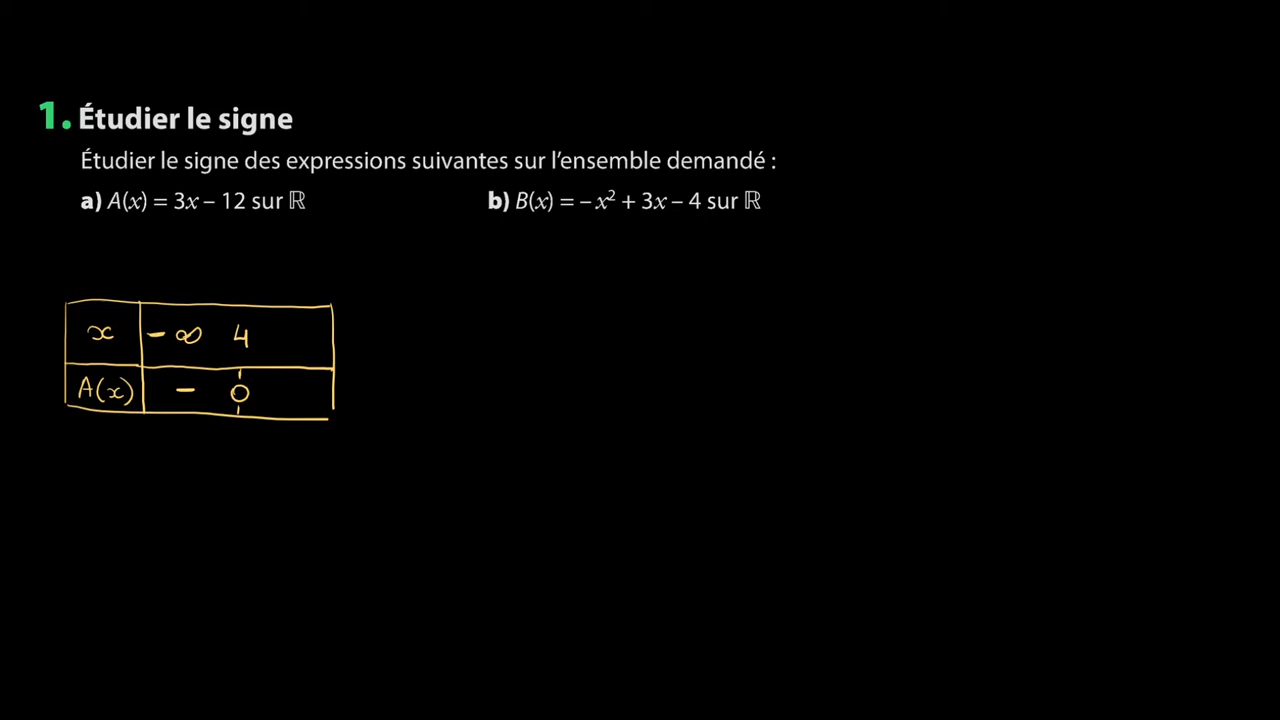 1. Étudier le signe
Étudier le signe des expressions suivantes sur l’ensemble demandé :
a) A(x) = 3x – 12 sur ℝ
b) B(x) = – x² + 3x – 4 sur ℝ
x – ∞ 4
A(x) – 0